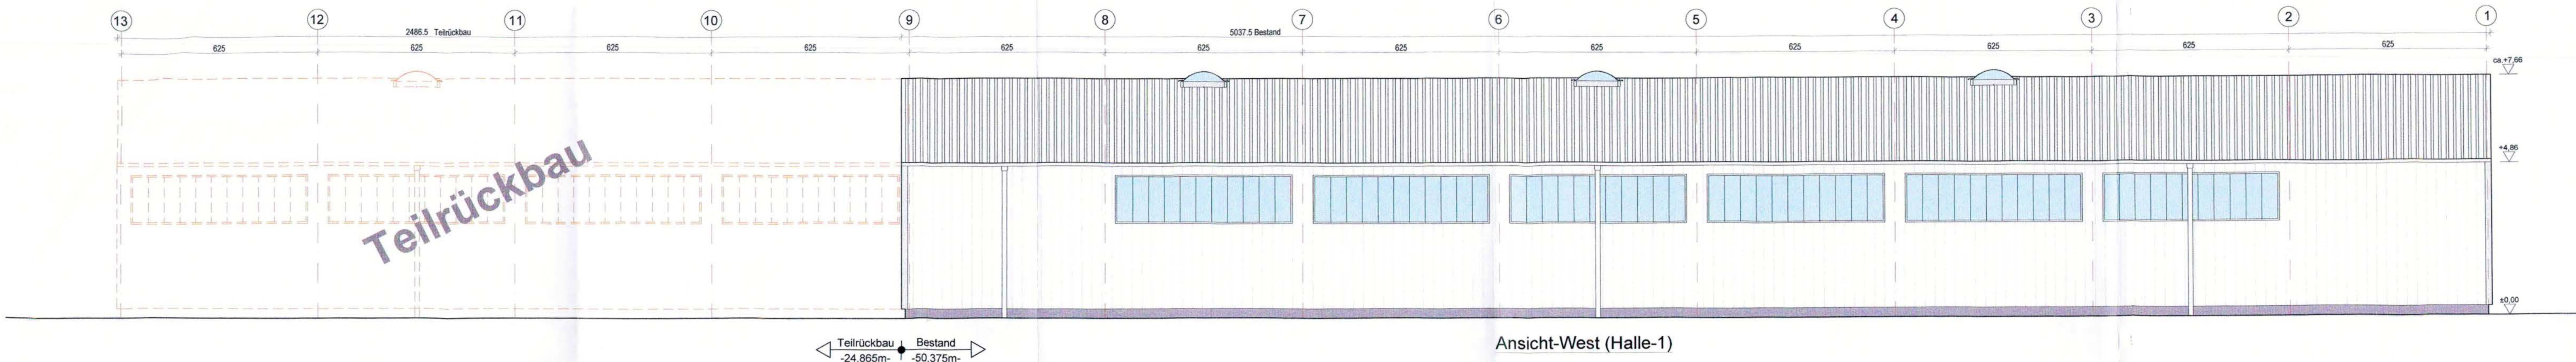 13 12 11 10 9 8 7 6 5 4 3 2 1
2486.5 Teilrückbau 5037.5 Bestand
625 625 625 625 625 625 625 625 625 625 625 625
ca.+7,66
Teilrückbau
+4,86
±0,00
Teilrückbau Bestand
-24.865m- -50.375m-
Ansicht-West (Halle-1)